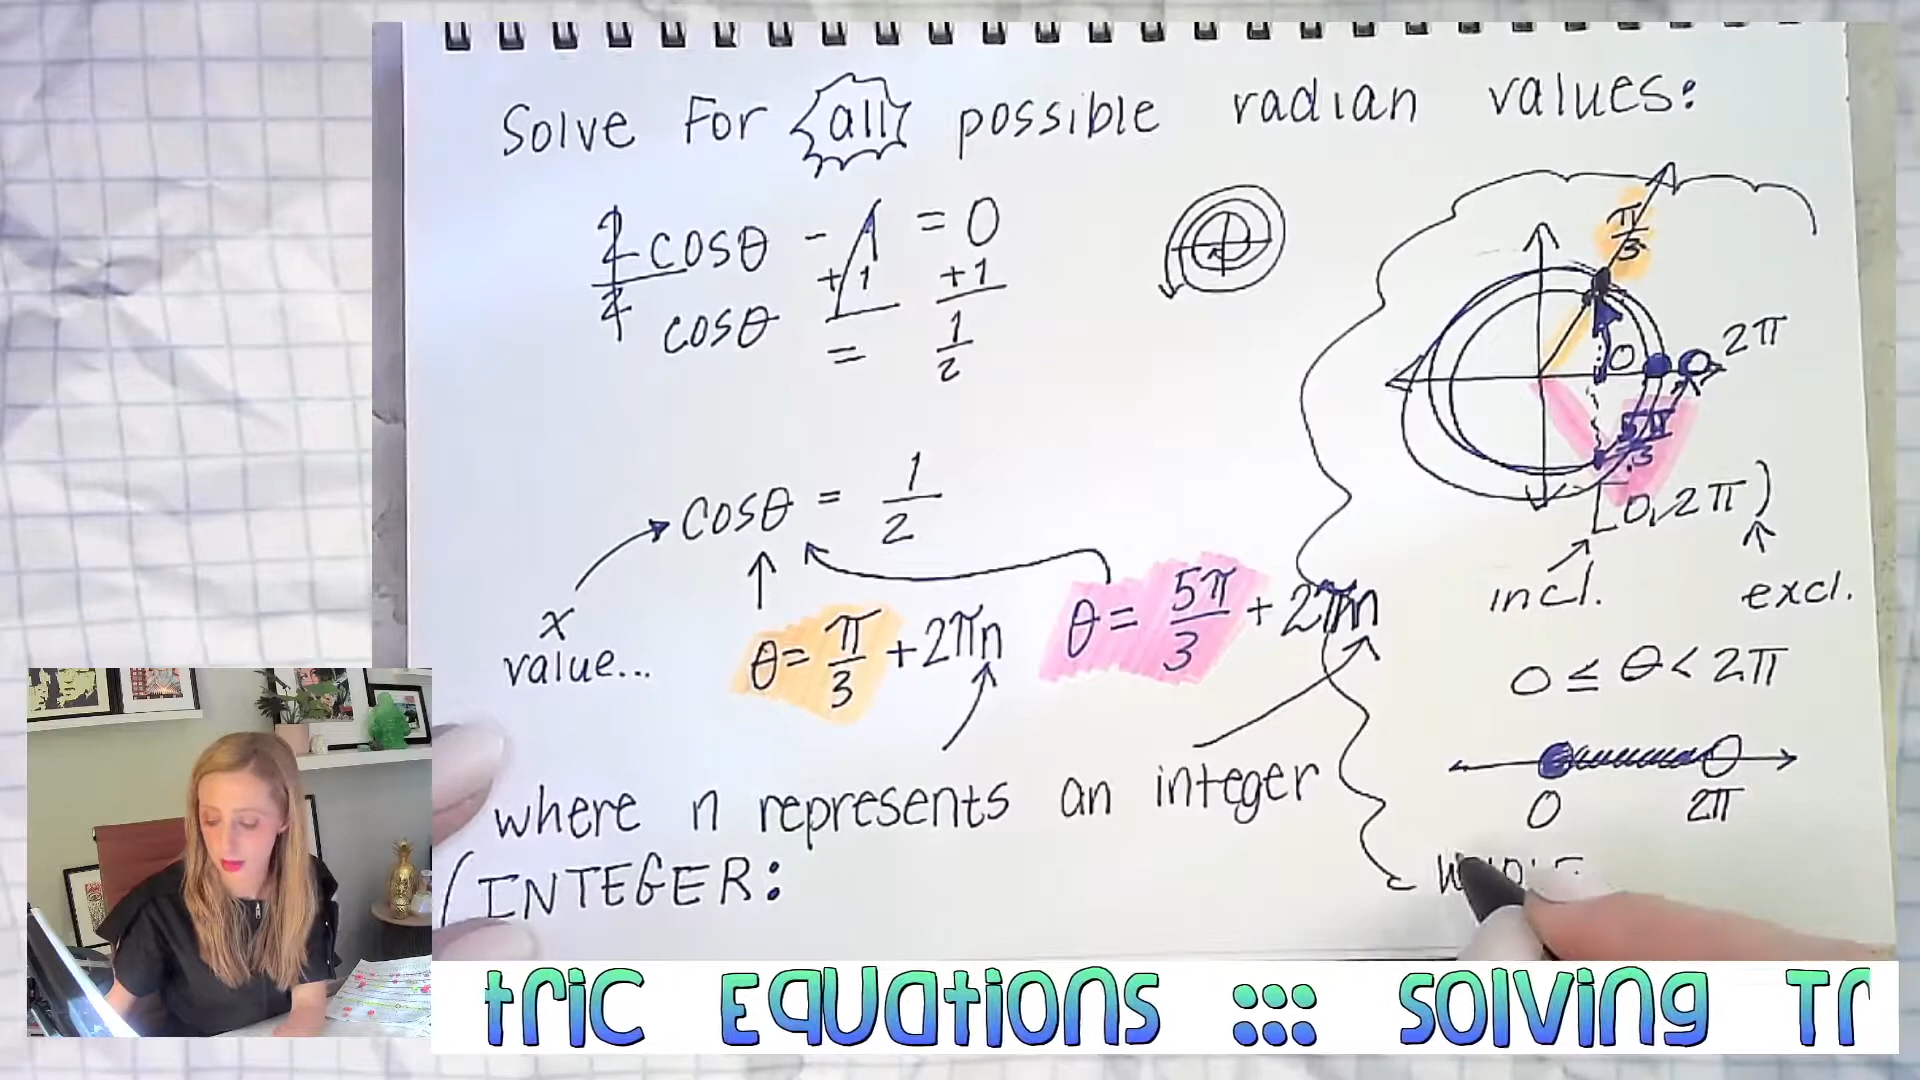 Solve For all possible radian values:
2cosθ - 1 = 0
+1 +1
2
cosθ = 1/2
cosθ = 1/2
x
value...
θ = π/3 + 2πn
θ = 5π/3 + 2πn
where n represents an integer
INTEGER:
π/3
0
2π
5π/3
[0, 2π)
incl.
excl.
0 ≤ θ < 2π
0 2π
tric Equations ::: solving Tr